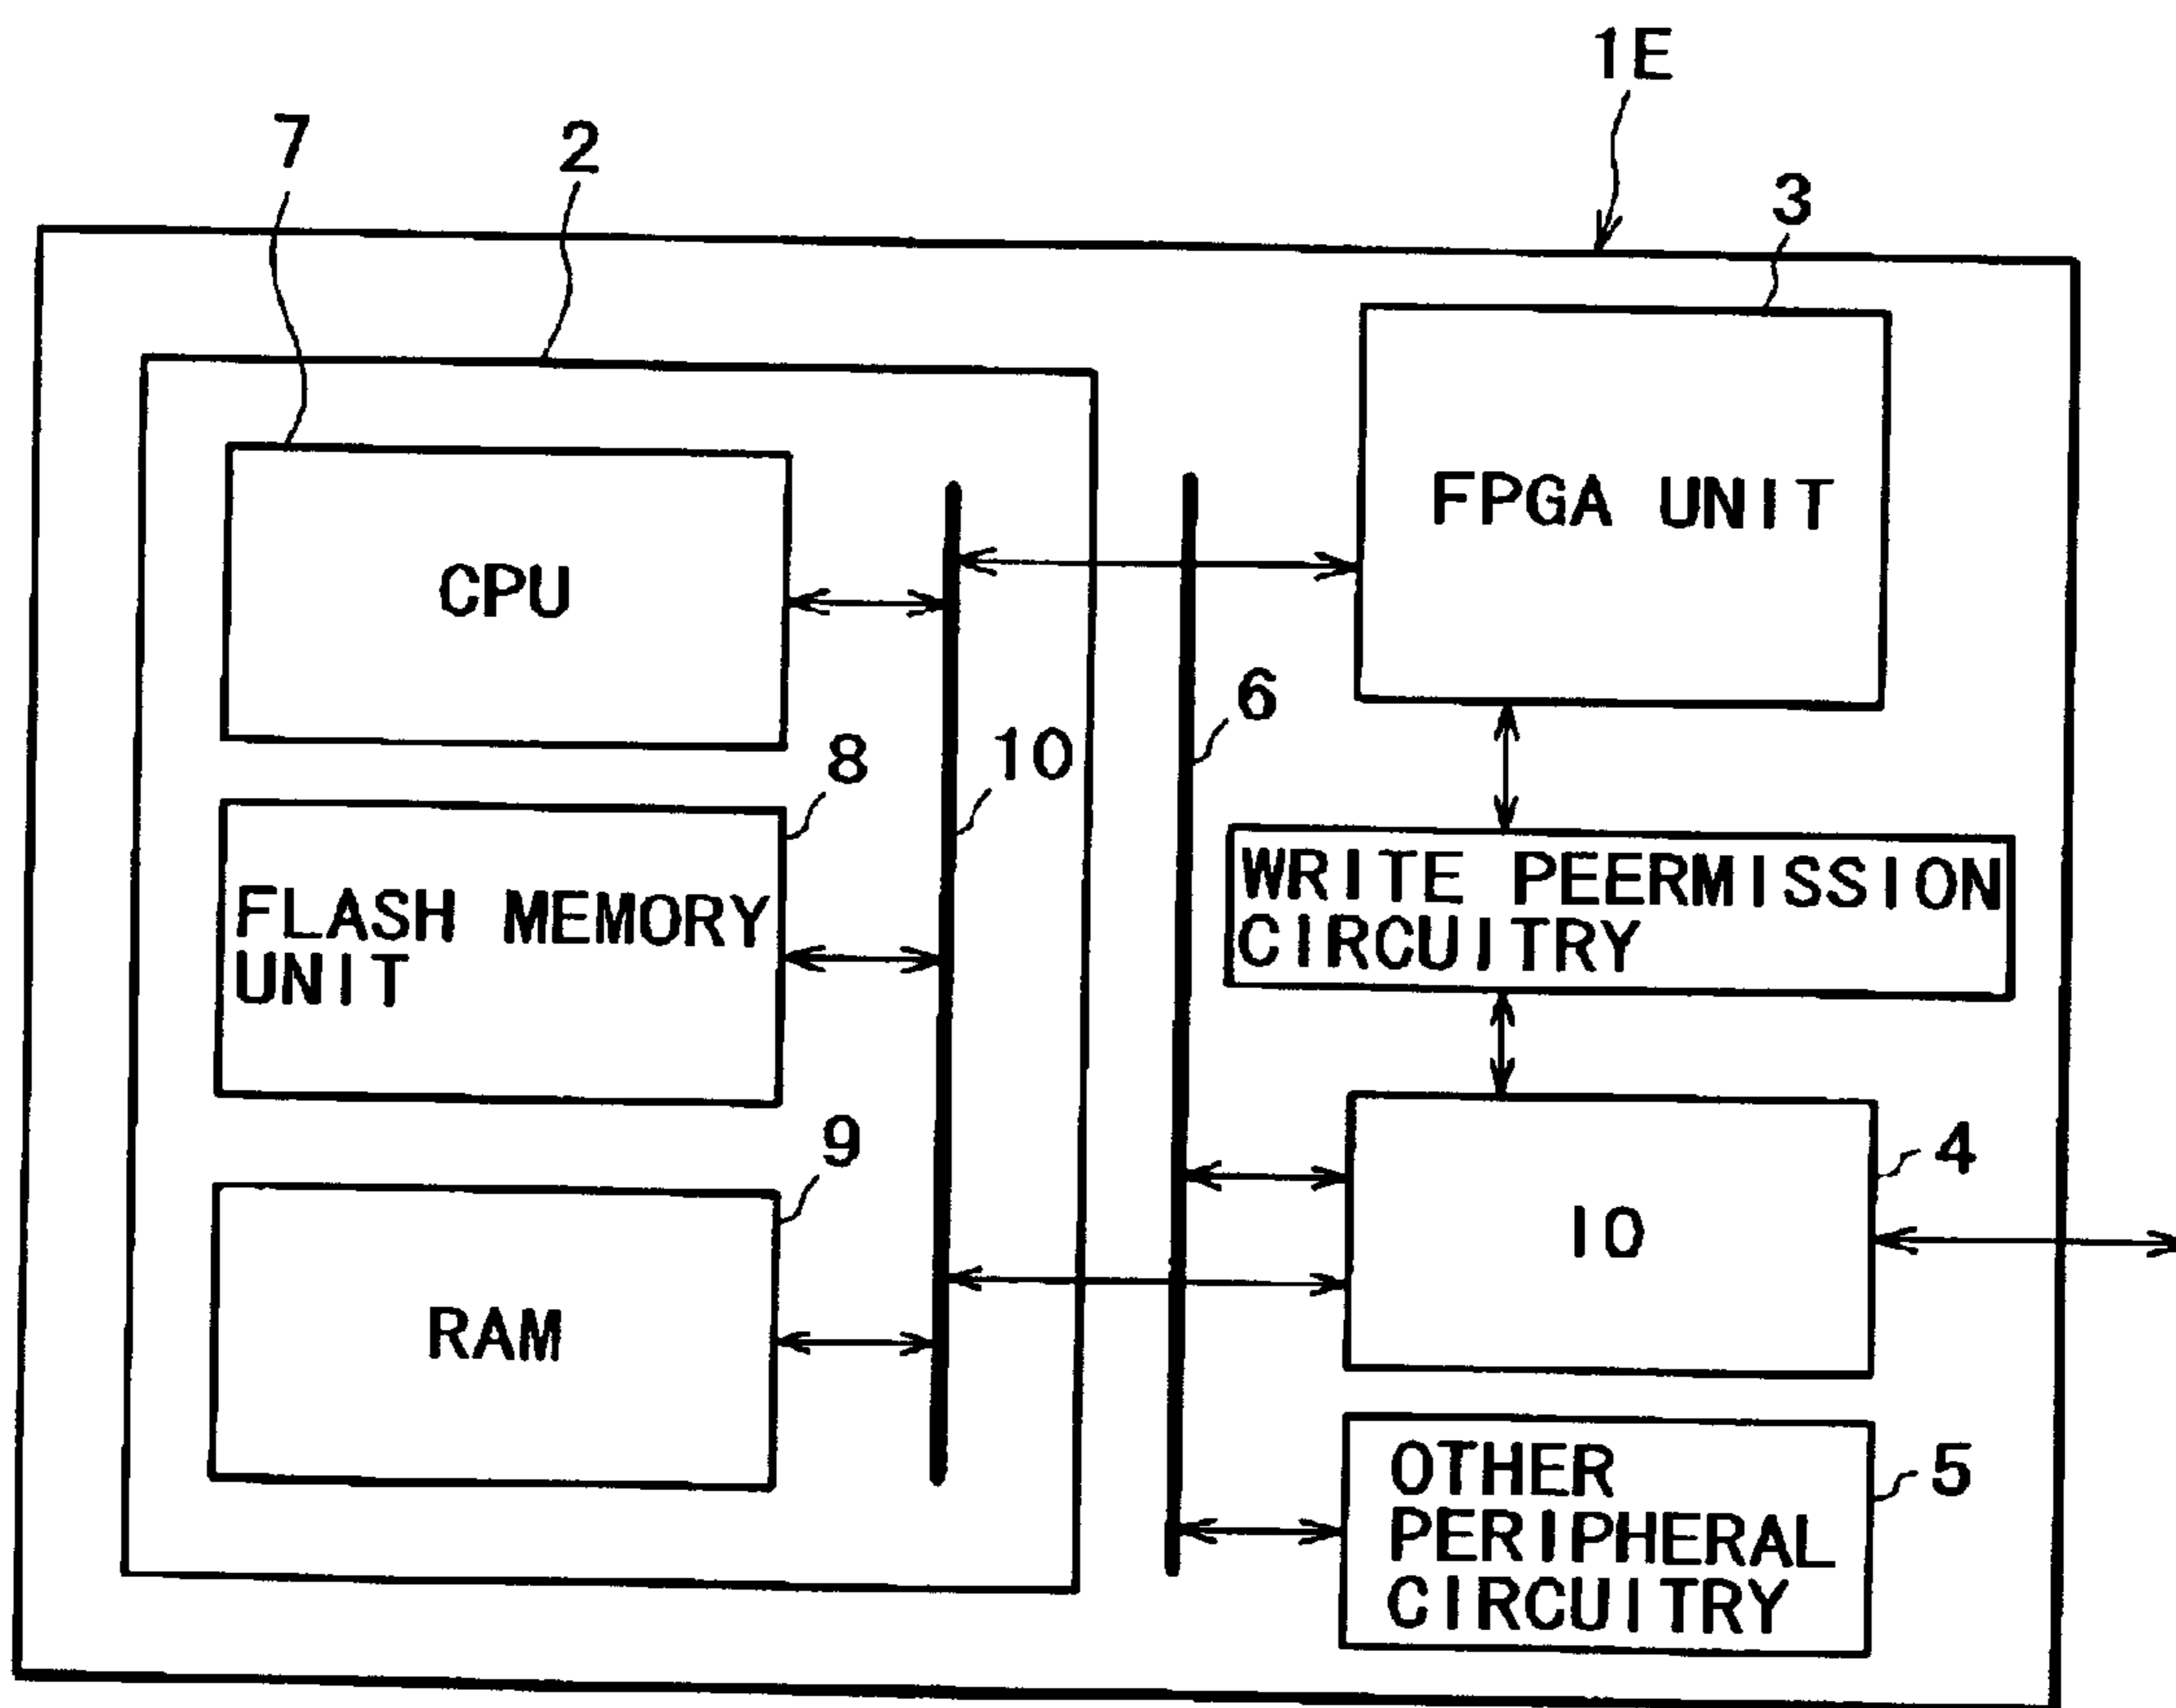 1E
7
2
3
CPU
FPGA UNIT
6
8
10
FLASH MEMORY
UNIT
WRITE PEERMISSION
CIRCUITRY
9
4
IO
RAM
5
OTHER
PERIPHERAL
CIRCUITRY